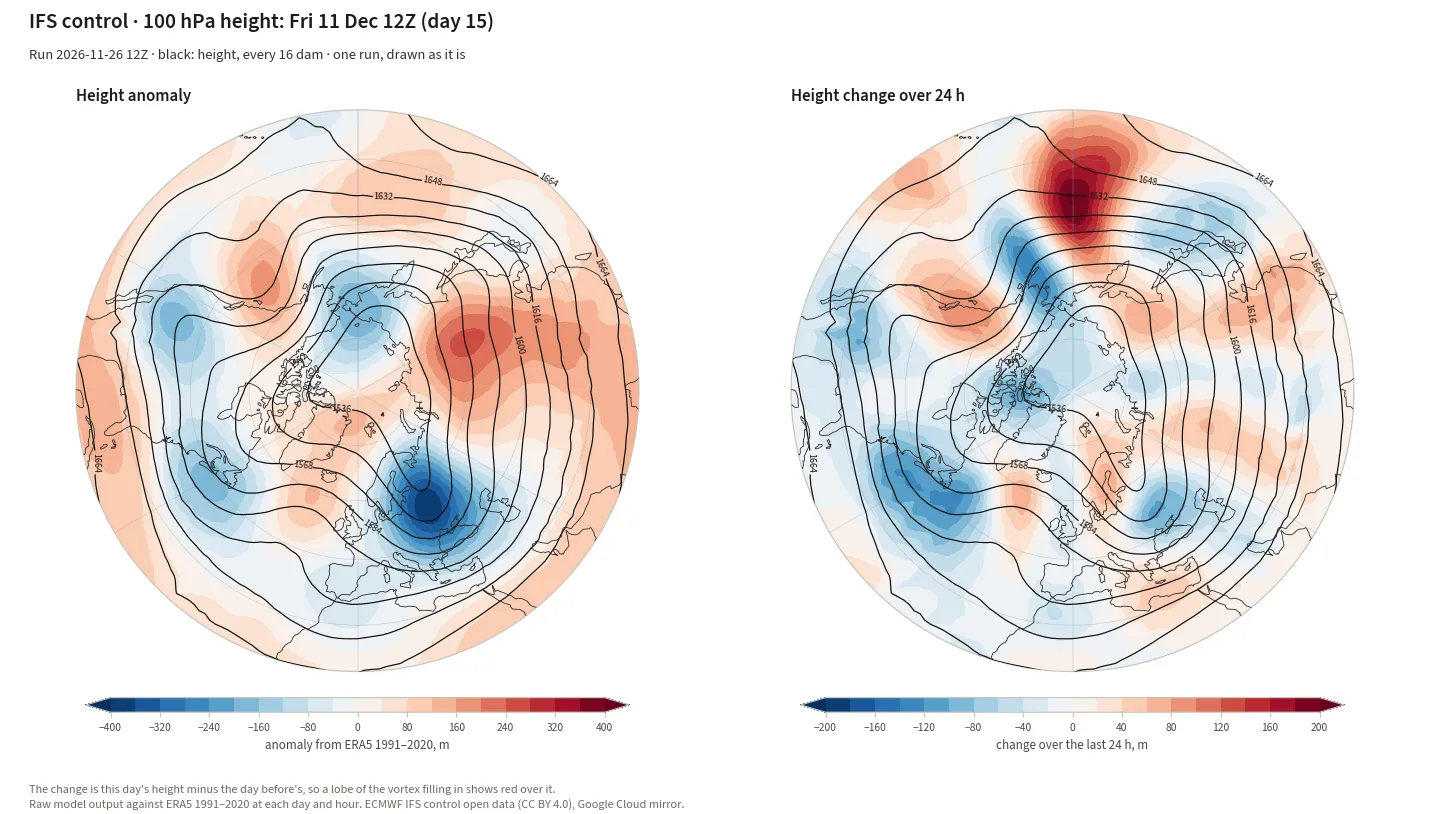 IFS control · 100 hPa height: Fri 11 Dec 12Z (day 15)
Run 2026-11-26 12Z · black: height, every 16 dam · one run, drawn as it is
Height anomaly
Height change over 24 h
1648
1664
1632
1664
1616
1600
1536
1568
1664
1584
1648
1664
1632
1664
1616
1600
1536
1568
1664
1584
−400 −320 −240 −160 −80 0 80 160 240 320 400
anomaly from ERA5 1991–2020, m
−200 −160 −120 −80 −40 0 40 80 120 160 200
change over the last 24 h, m
The change is this day's height minus the day before's, so a lobe of the vortex filling in shows red over it.
Raw model output against ERA5 1991–2020 at each day and hour. ECMWF IFS control open data (CC BY 4.0), Google Cloud mirror.